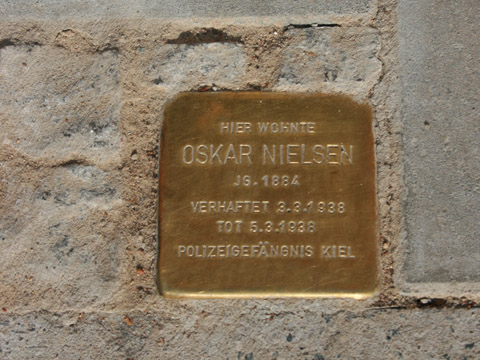 HIER WOHNTE
OSKAR NIELSEN
JG. 1884
VERHAFTET 3.3.1938
TOT 5.3.1938
POLIZEIGEFÄNGNIS KIEL